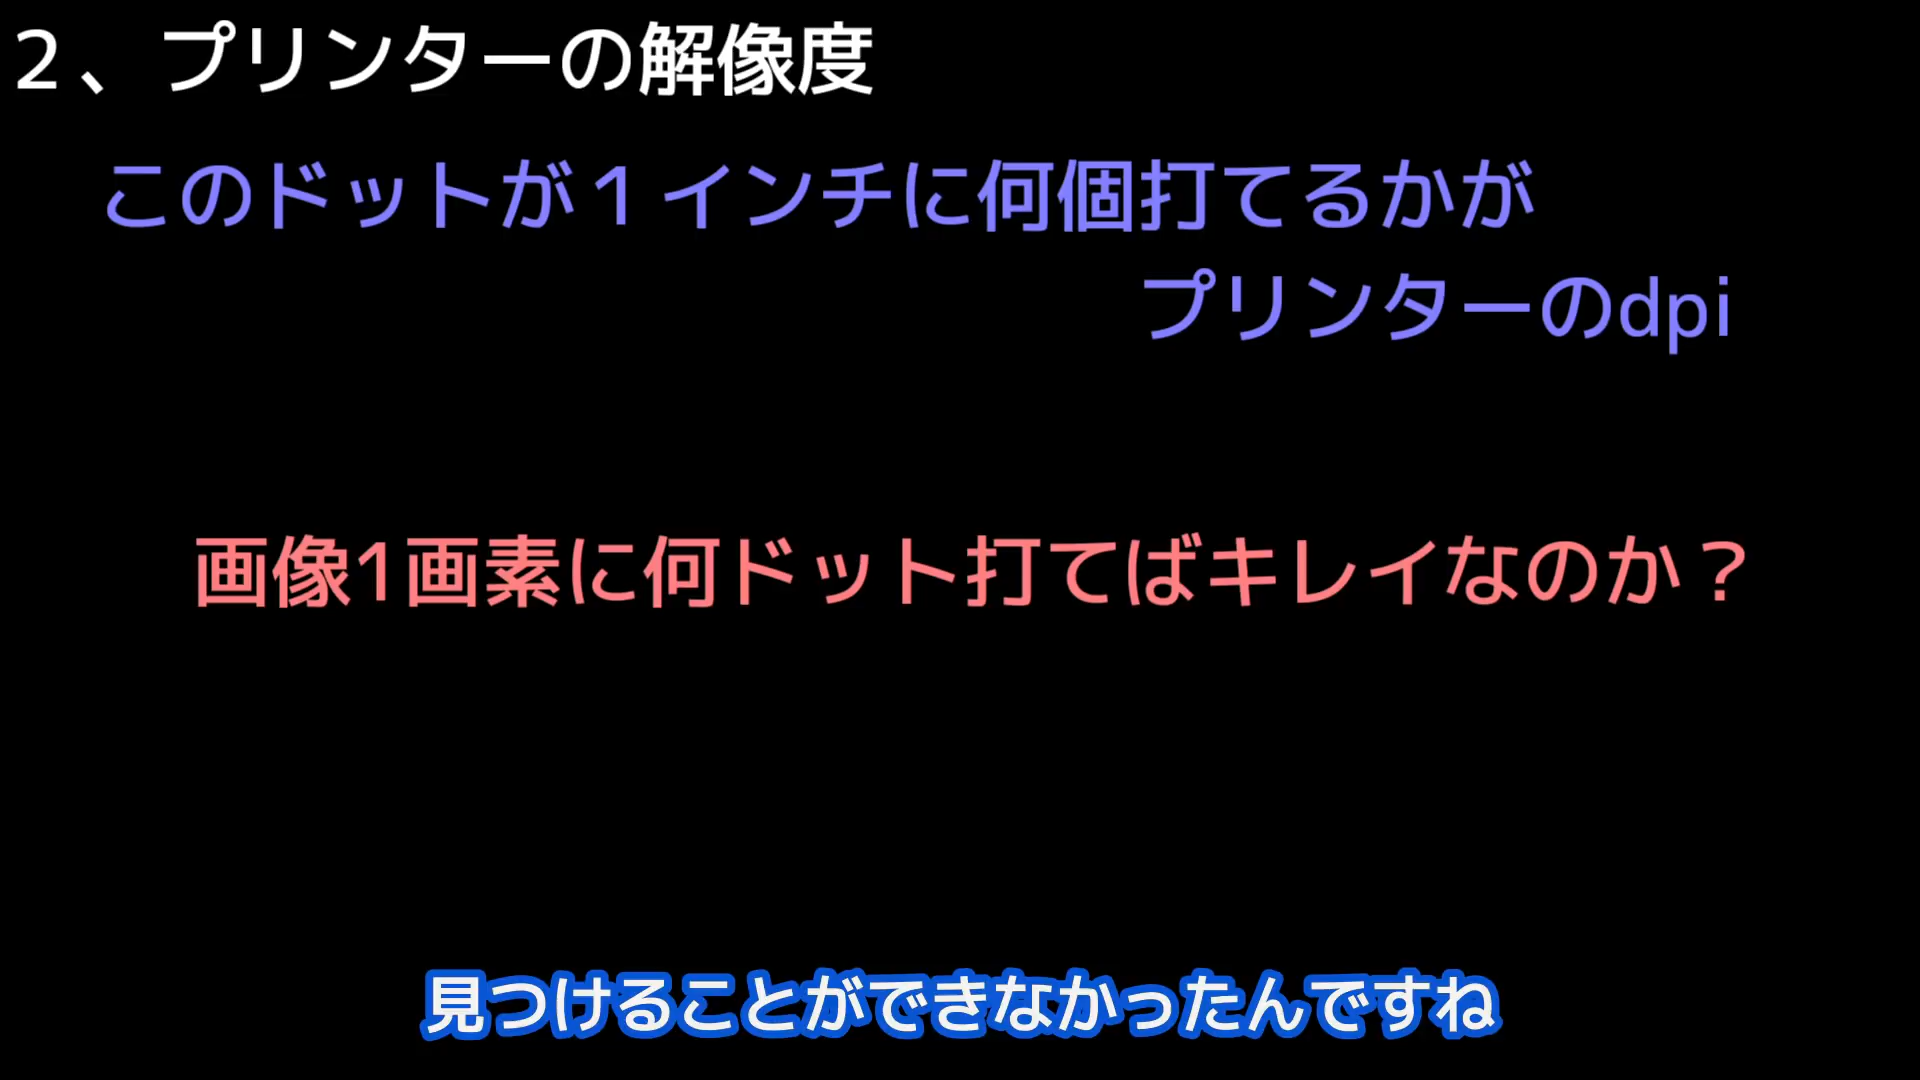 ２、プリンターの解像度
このドットが１インチに何個打てるかが
プリンターのdpi
画像1画素に何ドット打てばキレイなのか？
見つけることができなかったんですね